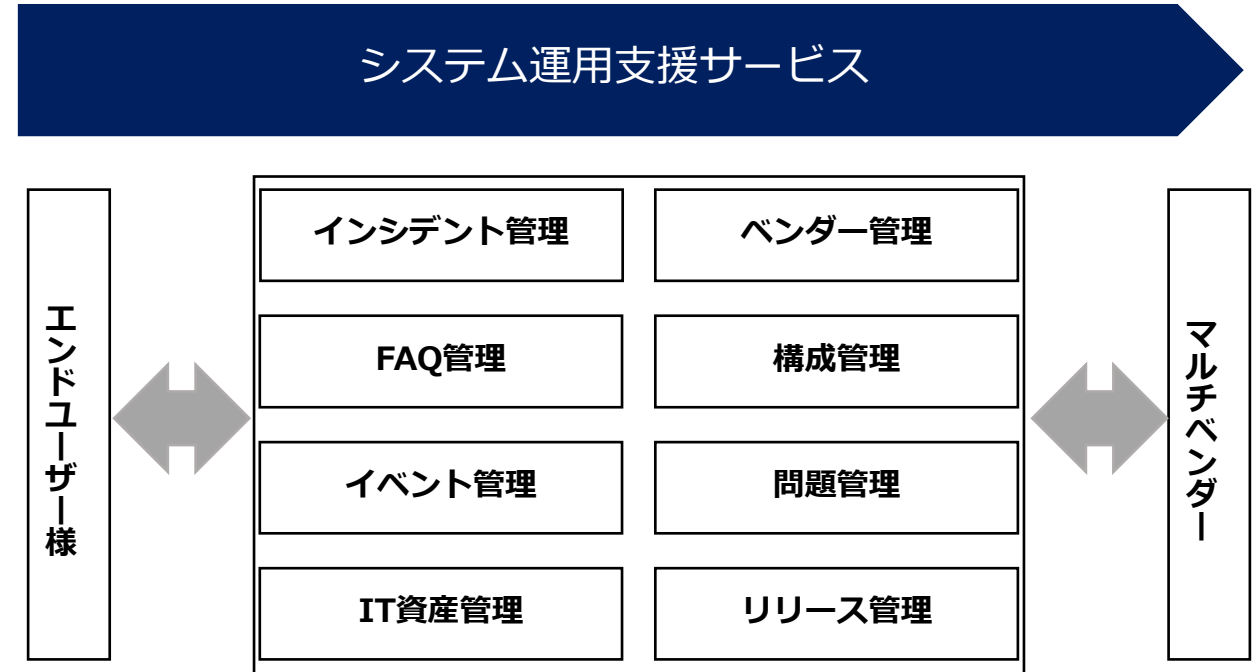 システム運用支援サービス
エンドユーザー様
インシデント管理
ベンダー管理
FAQ管理
構成管理
イベント管理
問題管理
IT資産管理
リリース管理
マルチベンダー